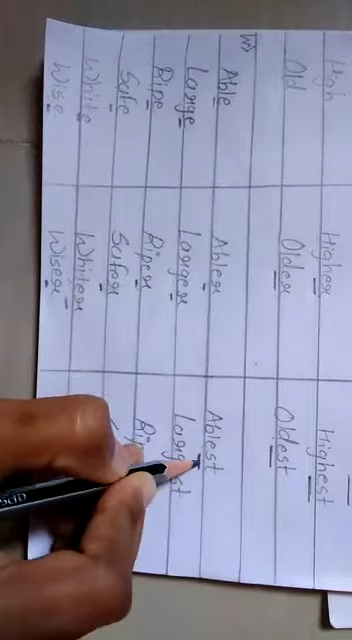 High Higher Highest
Old Older Oldest
W)
Able Abler Ablest
Large Larger Largest
Ripe Riper
Safe Safer
White Whiter
Wise Wiser